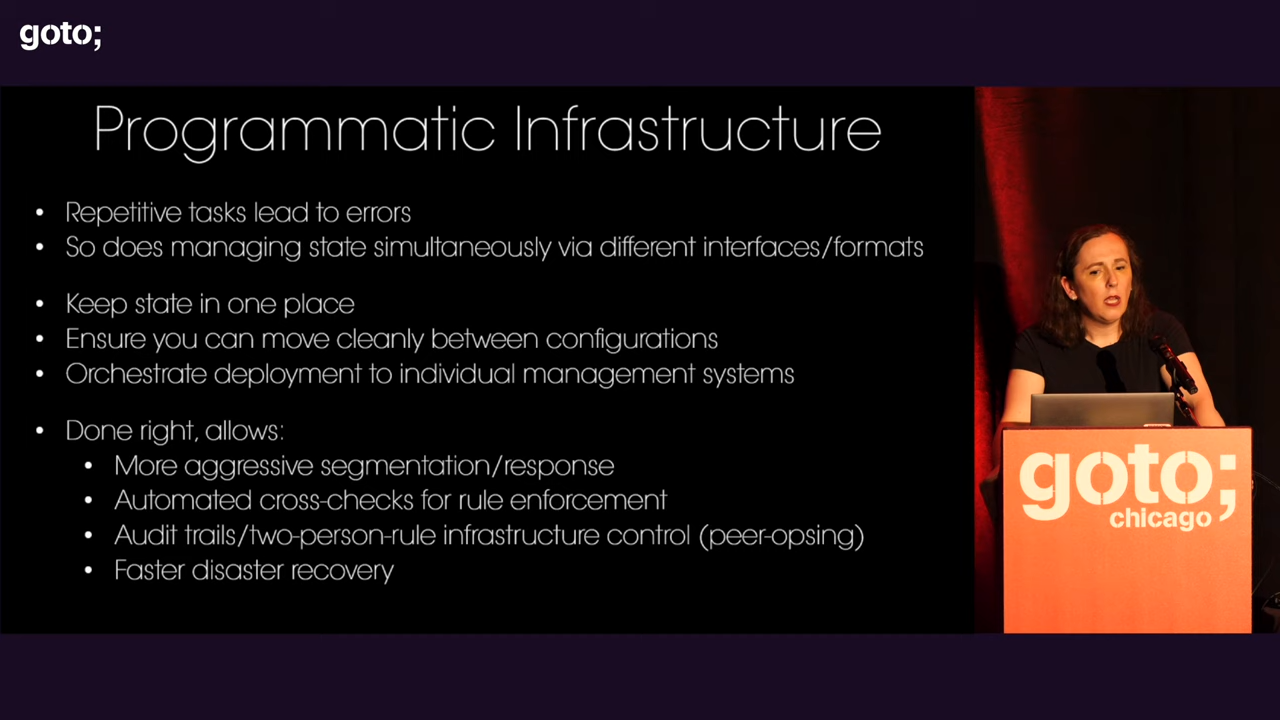 goto;
Programmatic Infrastructure
• Repetitive tasks lead to errors
• So does managing state simultaneously via different interfaces/formats
• Keep state in one place
• Ensure you can move cleanly between configurations
• Orchestrate deployment to individual management systems
• Done right, allows:
• More aggressive segmentation/response
• Automated cross-checks for rule enforcement
• Audit trails/two-person-rule infrastructure control (peer-opsing)
• Faster disaster recovery
goto;
chicago